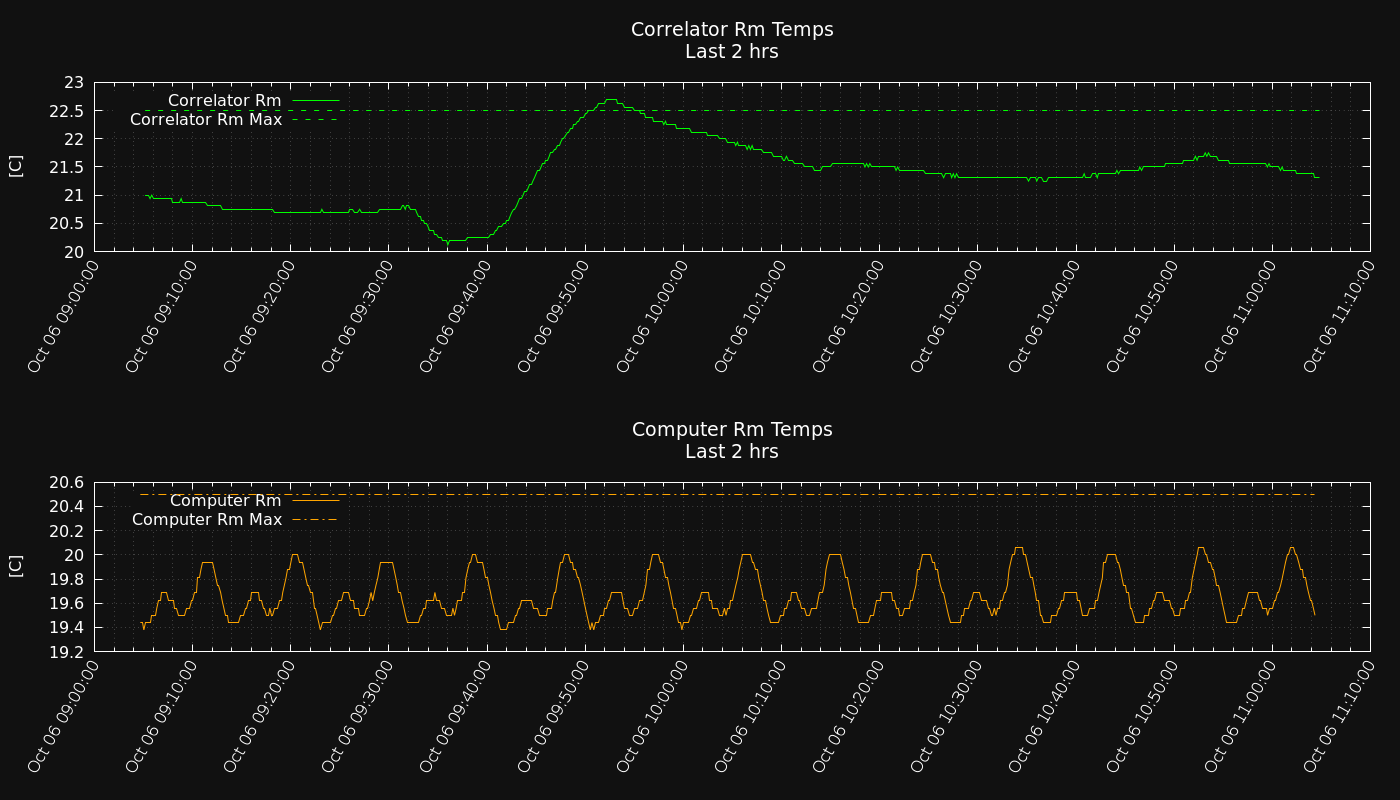 Correlator Rm Temps
Last 2 hrs
[C]
23
22.5
22
21.5
21
20.5
20
Correlator Rm
Correlator Rm Max
Oct 06 09:00:00
Oct 06 09:10:00
Oct 06 09:20:00
Oct 06 09:30:00
Oct 06 09:40:00
Oct 06 09:50:00
Oct 06 10:00:00
Oct 06 10:10:00
Oct 06 10:20:00
Oct 06 10:30:00
Oct 06 10:40:00
Oct 06 10:50:00
Oct 06 11:00:00
Oct 06 11:10:00
Computer Rm Temps
Last 2 hrs
[C]
20.6
20.4
20.2
20
19.8
19.6
19.4
19.2
Computer Rm
Computer Rm Max
Oct 06 09:00:00
Oct 06 09:10:00
Oct 06 09:20:00
Oct 06 09:30:00
Oct 06 09:40:00
Oct 06 09:50:00
Oct 06 10:00:00
Oct 06 10:10:00
Oct 06 10:20:00
Oct 06 10:30:00
Oct 06 10:40:00
Oct 06 10:50:00
Oct 06 11:00:00
Oct 06 11:10:00